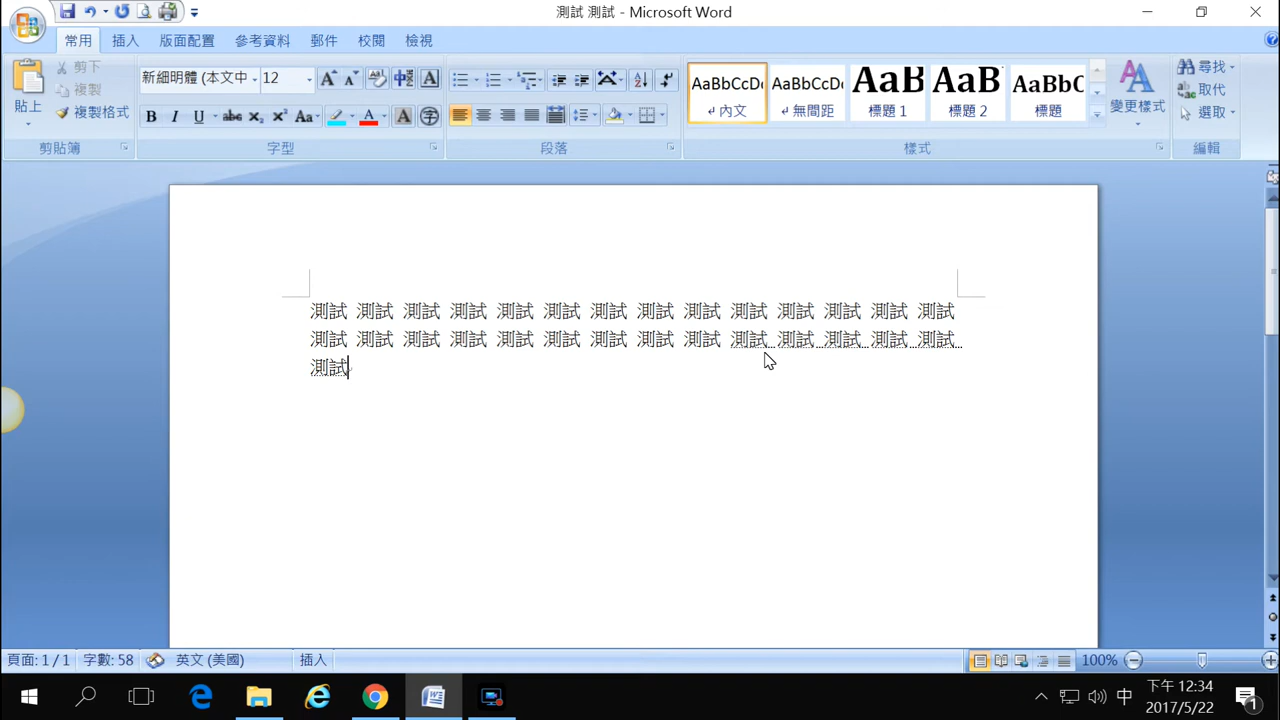 測試 測試 - Microsoft Word
常用 插入 版面配置 參考資料 郵件 校閱 檢視
貼上 剪下 複製 複製格式
新細明體 (本文中 12
AaBbCcDc AaBbCcDc AaB AaB AaBbC
內文 無間距 標題 1 標題 2 標題 變更樣式
尋找 取代 選取
剪貼簿 字型 段落 樣式 編輯
測試 測試 測試 測試 測試 測試 測試 測試 測試 測試 測試 測試 測試 測試
測試 測試 測試 測試 測試 測試 測試 測試 測試 測試 測試 測試 測試 測試
測試
頁面: 1 / 1 字數: 58 英文 (美國) 插入 100%
中 下午 12:34
2017/5/22 1